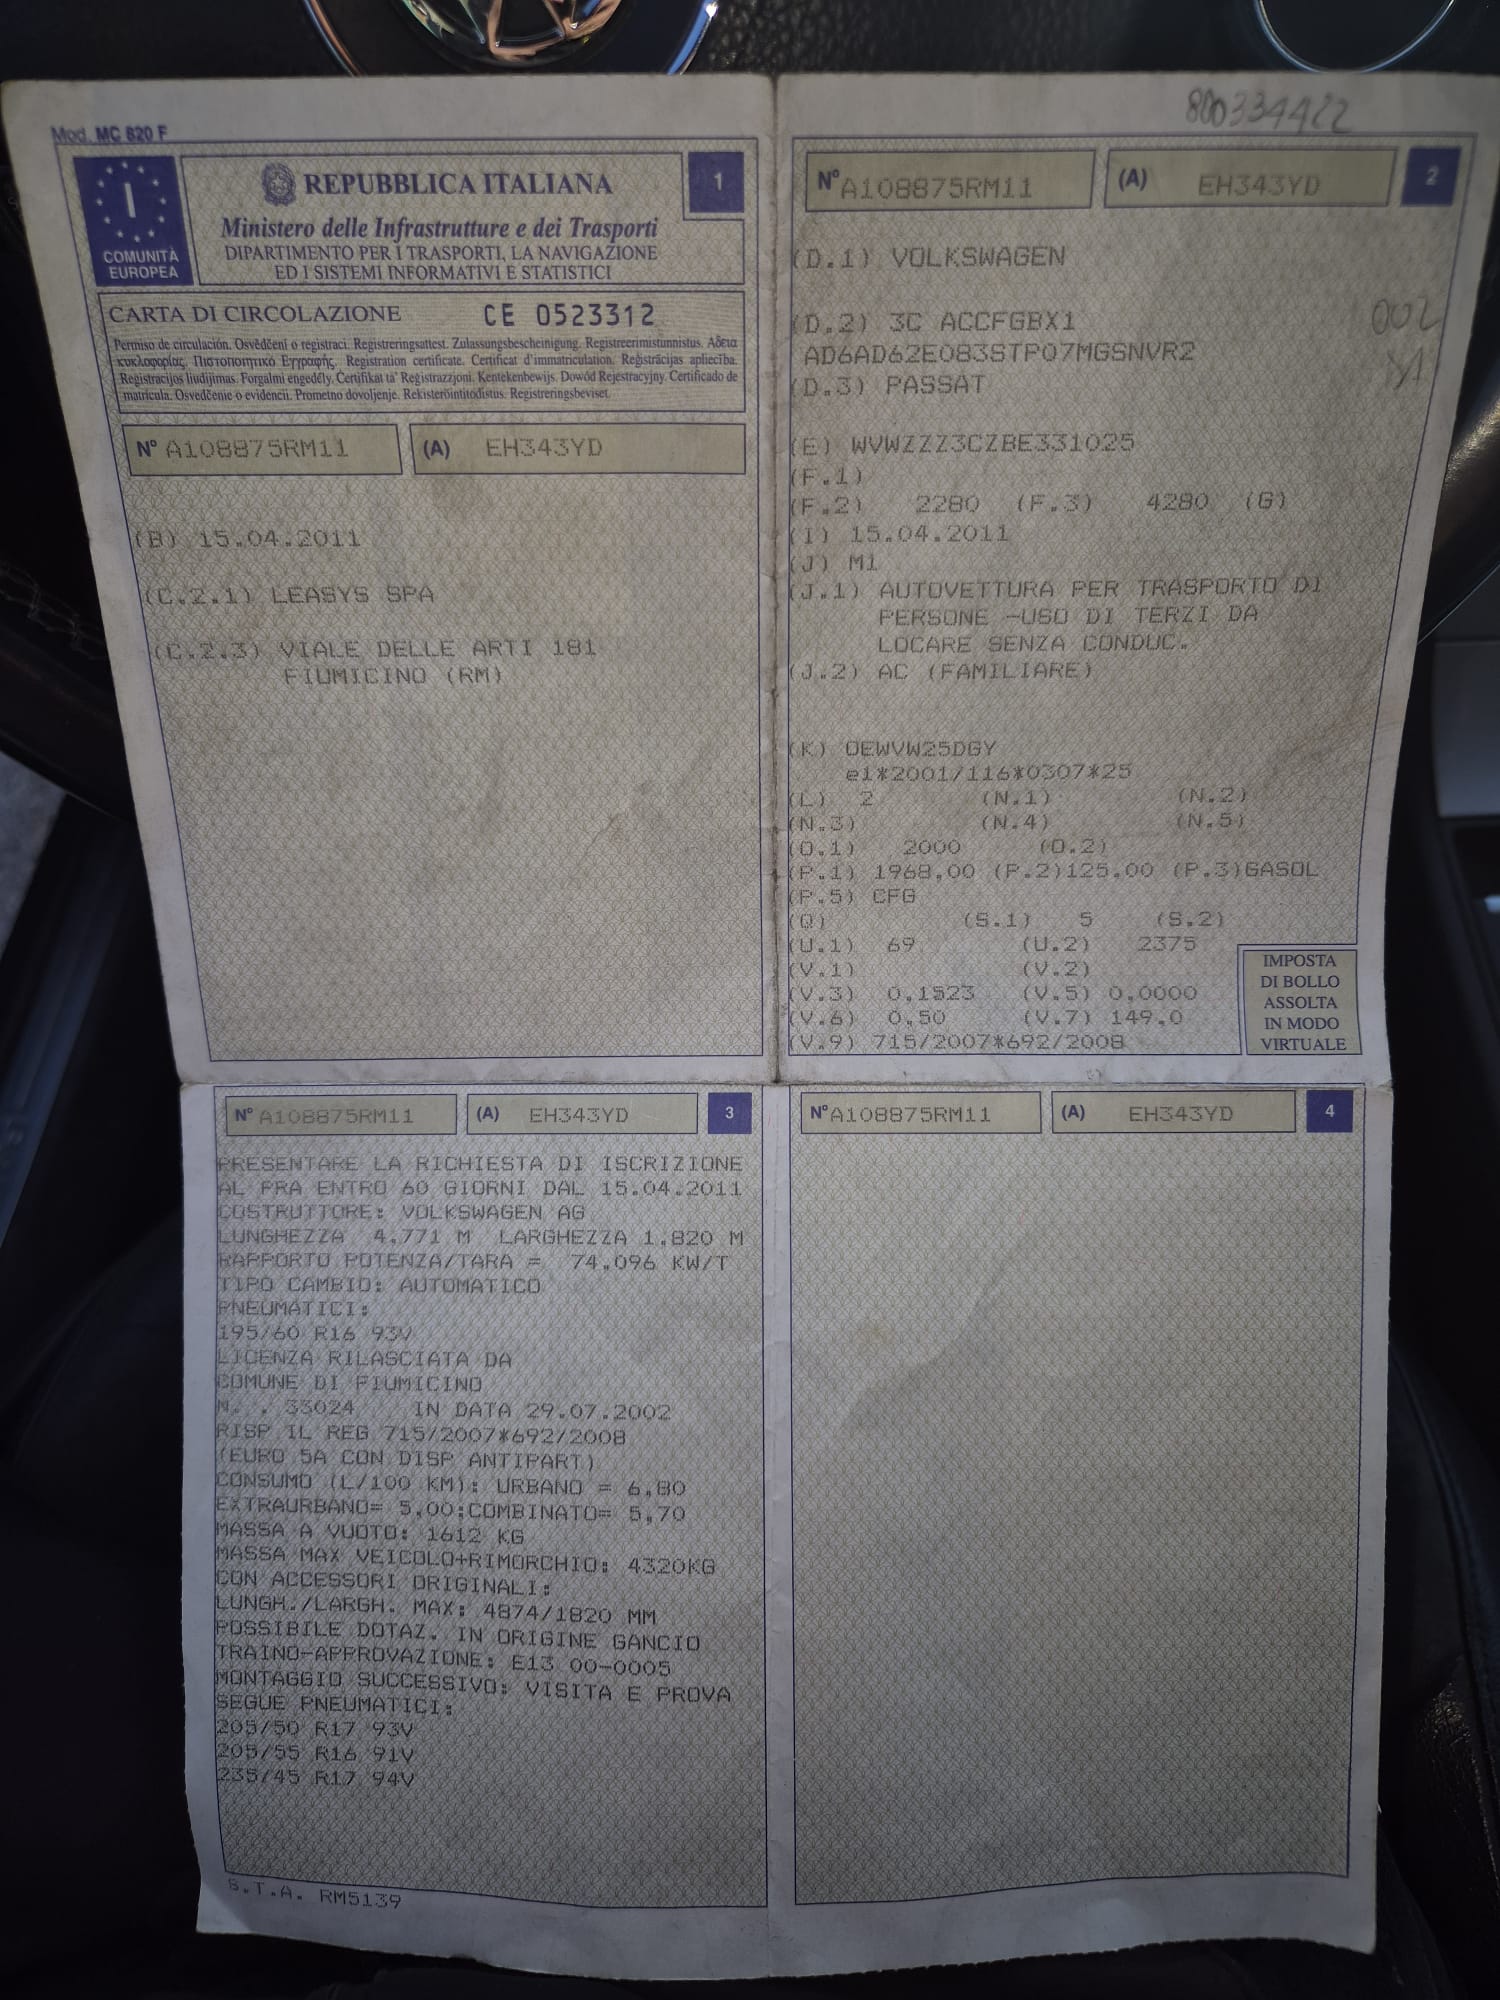 800334422
Mod. MC 820 F
I
COMUNITÀ
EUROPEA
REPUBBLICA ITALIANA
1
Ministero delle Infrastrutture e dei Trasporti
DIPARTIMENTO PER I TRASPORTI, LA NAVIGAZIONE
ED I SISTEMI INFORMATIVI E STATISTICI
CARTA DI CIRCOLAZIONE CE 0523312
Permiso de circulación. Osvědčení o registraci. Registreringsattest. Zulassungsbescheinigung. Registreerimistunnistus. Αδεια
κυκλοφορίας. Πιστοποιητικό Εγγραφής. Registration certificate. Certificat d'immatriculation. Reģistrācijas apliecība.
Registracijos liudijimas. Forgalmi engedély. Ċertifikat ta' Reġistrazzjoni. Kentekenbewijs. Dowód Rejestracyjny. Certificado de
matrícula. Osvedčenie o evidencii. Prometno dovoljenje. Rekisteröintitodistus. Registreringsbeviset.
N° A108875RM11 (A) EH343YD
(B) 15.04.2011
(C.2.1) LEASYS SPA
(C.2.3) VIALE DELLE ARTI 181
FIUMICINO (RM)
N° A108875RM11 (A) EH343YD 2
(D.1) VOLKSWAGEN
002
(D.2) 3C ACCFGBX1
AD6AD62E083STP07MGSNVR2
(D.3) PASSAT
(E) WVWZZZ3CZBE331025
(F.1)
(F.2) 2280 (F.3) 4280 (G)
(I) 15.04.2011
(J) M1
(J.1) AUTOVETTURA PER TRASPORTO DI
PERSONE -USO DI TERZI DA
LOCARE SENZA CONDUC.
(J.2) AC (FAMILIARE)
(K) OEWVW25DGY
e1*2001/116*0307*25
(L) 2 (N.1) (N.2)
(N.3) (N.4) (N.5)
(O.1) 2000 (O.2)
(P.1) 1968,00 (P.2)125,00 (P.3)GASOL
(P.5) CFG
(Q) (S.1) 5 (S.2)
(U.1) 69 (U.2) 2375
(V.1) (V.2)
(V.3) 0,1523 (V.5) 0,0000
(V.6) 0,50 (V.7) 149,0
(V.9) 715/2007*692/2008
IMPOSTA
DI BOLLO
ASSOLTA
IN MODO
VIRTUALE
N° A108875RM11 (A) EH343YD 3
PRESENTARE LA RICHIESTA DI ISCRIZIONE
AL PRA ENTRO 60 GIORNI DAL 15.04.2011
COSTRUTTORE: VOLKSWAGEN AG
LUNGHEZZA 4,771 M LARGHEZZA 1,820 M
RAPPORTO POTENZA/TARA = 74,096 KW/T
TIPO CAMBIO: AUTOMATICO
PNEUMATICI:
195/60 R16 93V
LICENZA RILASCIATA DA
COMUNE DI FIUMICINO
N. . 33024 IN DATA 29.07.2002
RISP IL REG 715/2007*692/2008
(EURO 5A CON DISP ANTIPART)
CONSUMO (L/100 KM): URBANO = 6,80
EXTRAURBANO= 5,00;COMBINATO= 5,70
MASSA A VUOTO: 1612 KG
MASSA MAX VEICOLO+RIMORCHIO: 4320KG
CON ACCESSORI ORIGINALI:
LUNGH./LARGH. MAX: 4874/1820 MM
POSSIBILE DOTAZ. IN ORIGINE GANCIO
TRAINO-APPROVAZIONE: E13 00-0005
MONTAGGIO SUCCESSIVO: VISITA E PROVA
SEGUE PNEUMATICI:
205/50 R17 93V
205/55 R16 91V
235/45 R17 94V
S.T.A. RM5139
N° A108875RM11 (A) EH343YD 4